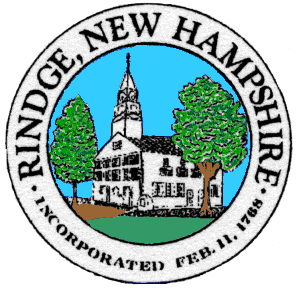 RINDGE, NEW HAMPSHIRE
INCORPORATED FEB. 11, 1768